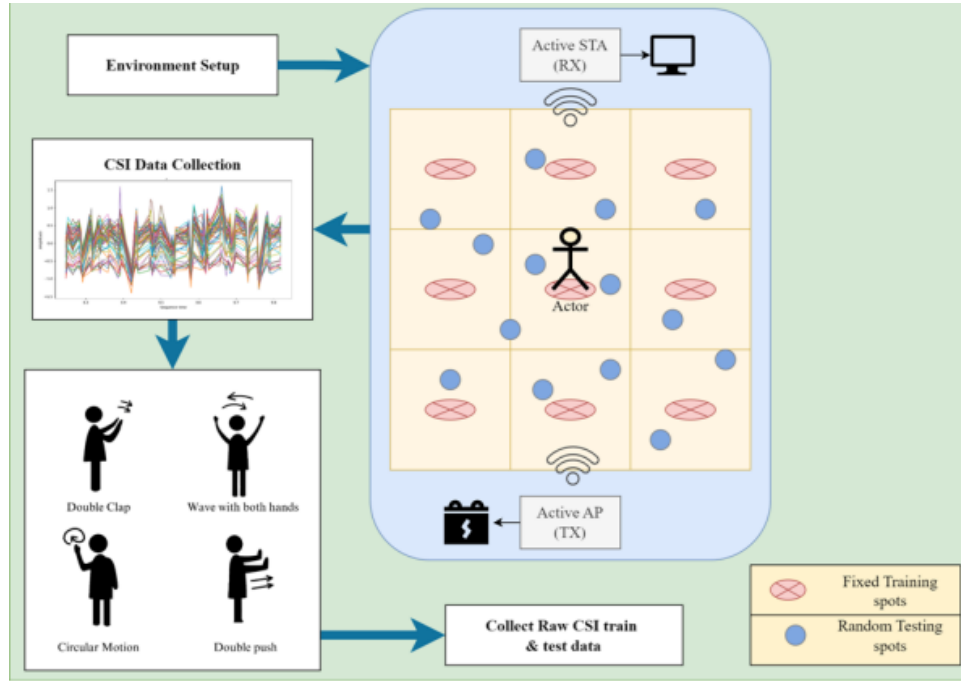 Environment Setup
Active STA
(RX)
CSI Data Collection
Actor
Double Clap
Wave with both hands
Circular Motion
Double push
Active AP
(TX)
Collect Raw CSI train
& test data
Fixed Training
spots
Random Testing
spots